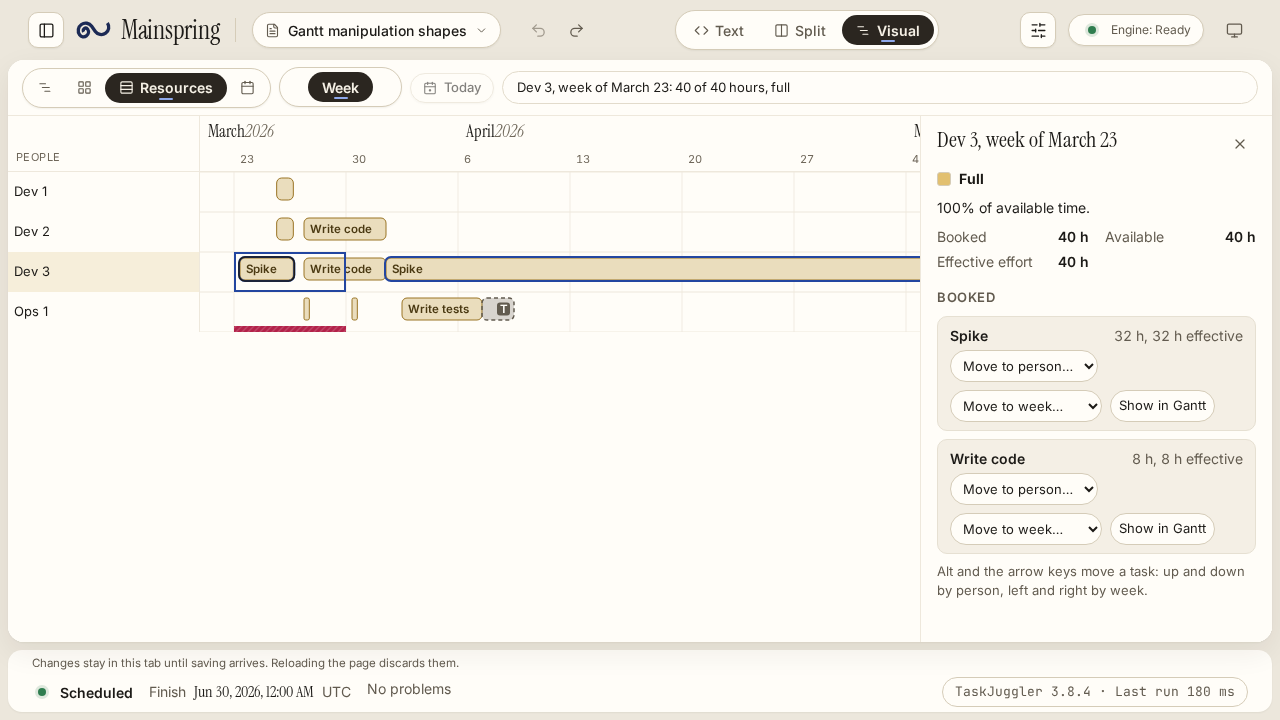 Mainspring
Gantt manipulation shapes
Text
Split
Visual
Engine: Ready
Resources
Week
Today
Dev 3, week of March 23: 40 of 40 hours, full
PEOPLE
March 2026
April 2026
23
30
6
13
20
27
4
Dev 1
Dev 2
Write code
Dev 3
Spike
Write code
Spike
Ops 1
Write tests
T
Dev 3, week of March 23
Full
100% of available time.
Booked 40 h Available 40 h
Effective effort 40 h
BOOKED
Spike 32 h, 32 h effective
Move to person...
Move to week...
Show in Gantt
Write code 8 h, 8 h effective
Move to person...
Move to week...
Show in Gantt
Alt and the arrow keys move a task: up and down
by person, left and right by week.
Changes stay in this tab until saving arrives. Reloading the page discards them.
Scheduled Finish Jun 30, 2026, 12:00 AM UTC No problems
TaskJuggler 3.8.4 · Last run 180 ms